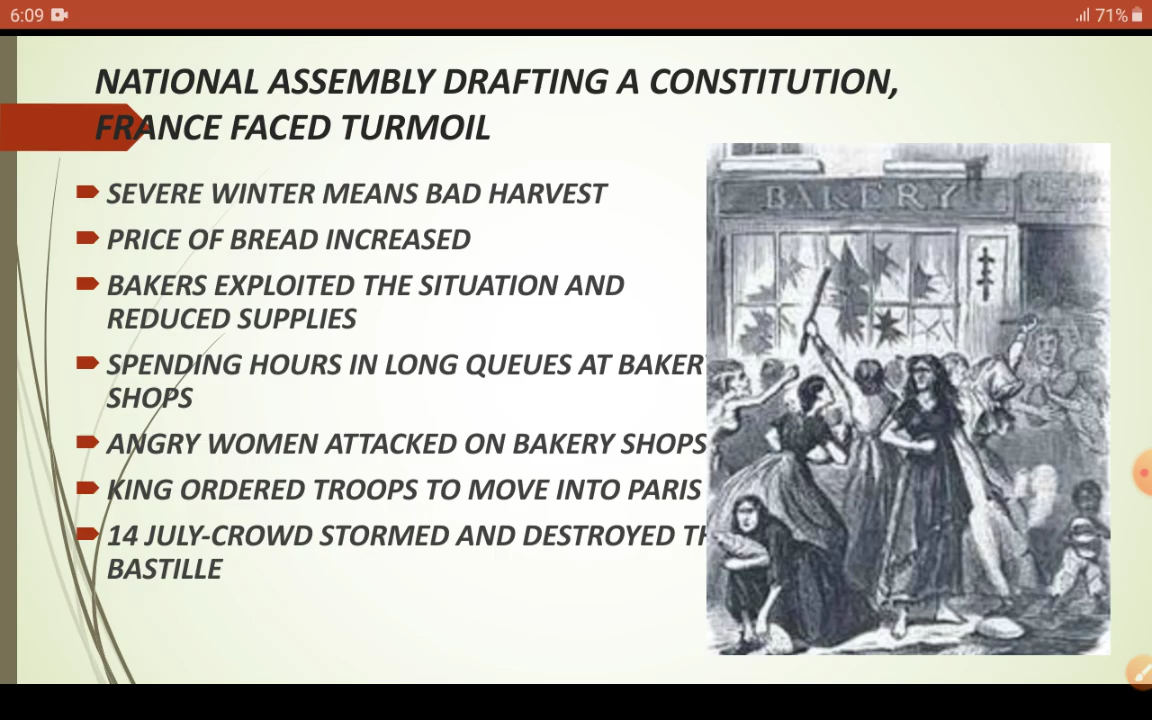 6:09
71%
NATIONAL ASSEMBLY DRAFTING A CONSTITUTION,
FRANCE FACED TURMOIL
SEVERE WINTER MEANS BAD HARVEST
PRICE OF BREAD INCREASED
BAKERS EXPLOITED THE SITUATION AND
REDUCED SUPPLIES
SPENDING HOURS IN LONG QUEUES AT BAKERY
SHOPS
ANGRY WOMEN ATTACKED ON BAKERY SHOPS
KING ORDERED TROOPS TO MOVE INTO PARIS
14 JULY-CROWD STORMED AND DESTROYED TH
BASTILLE
BAKERY